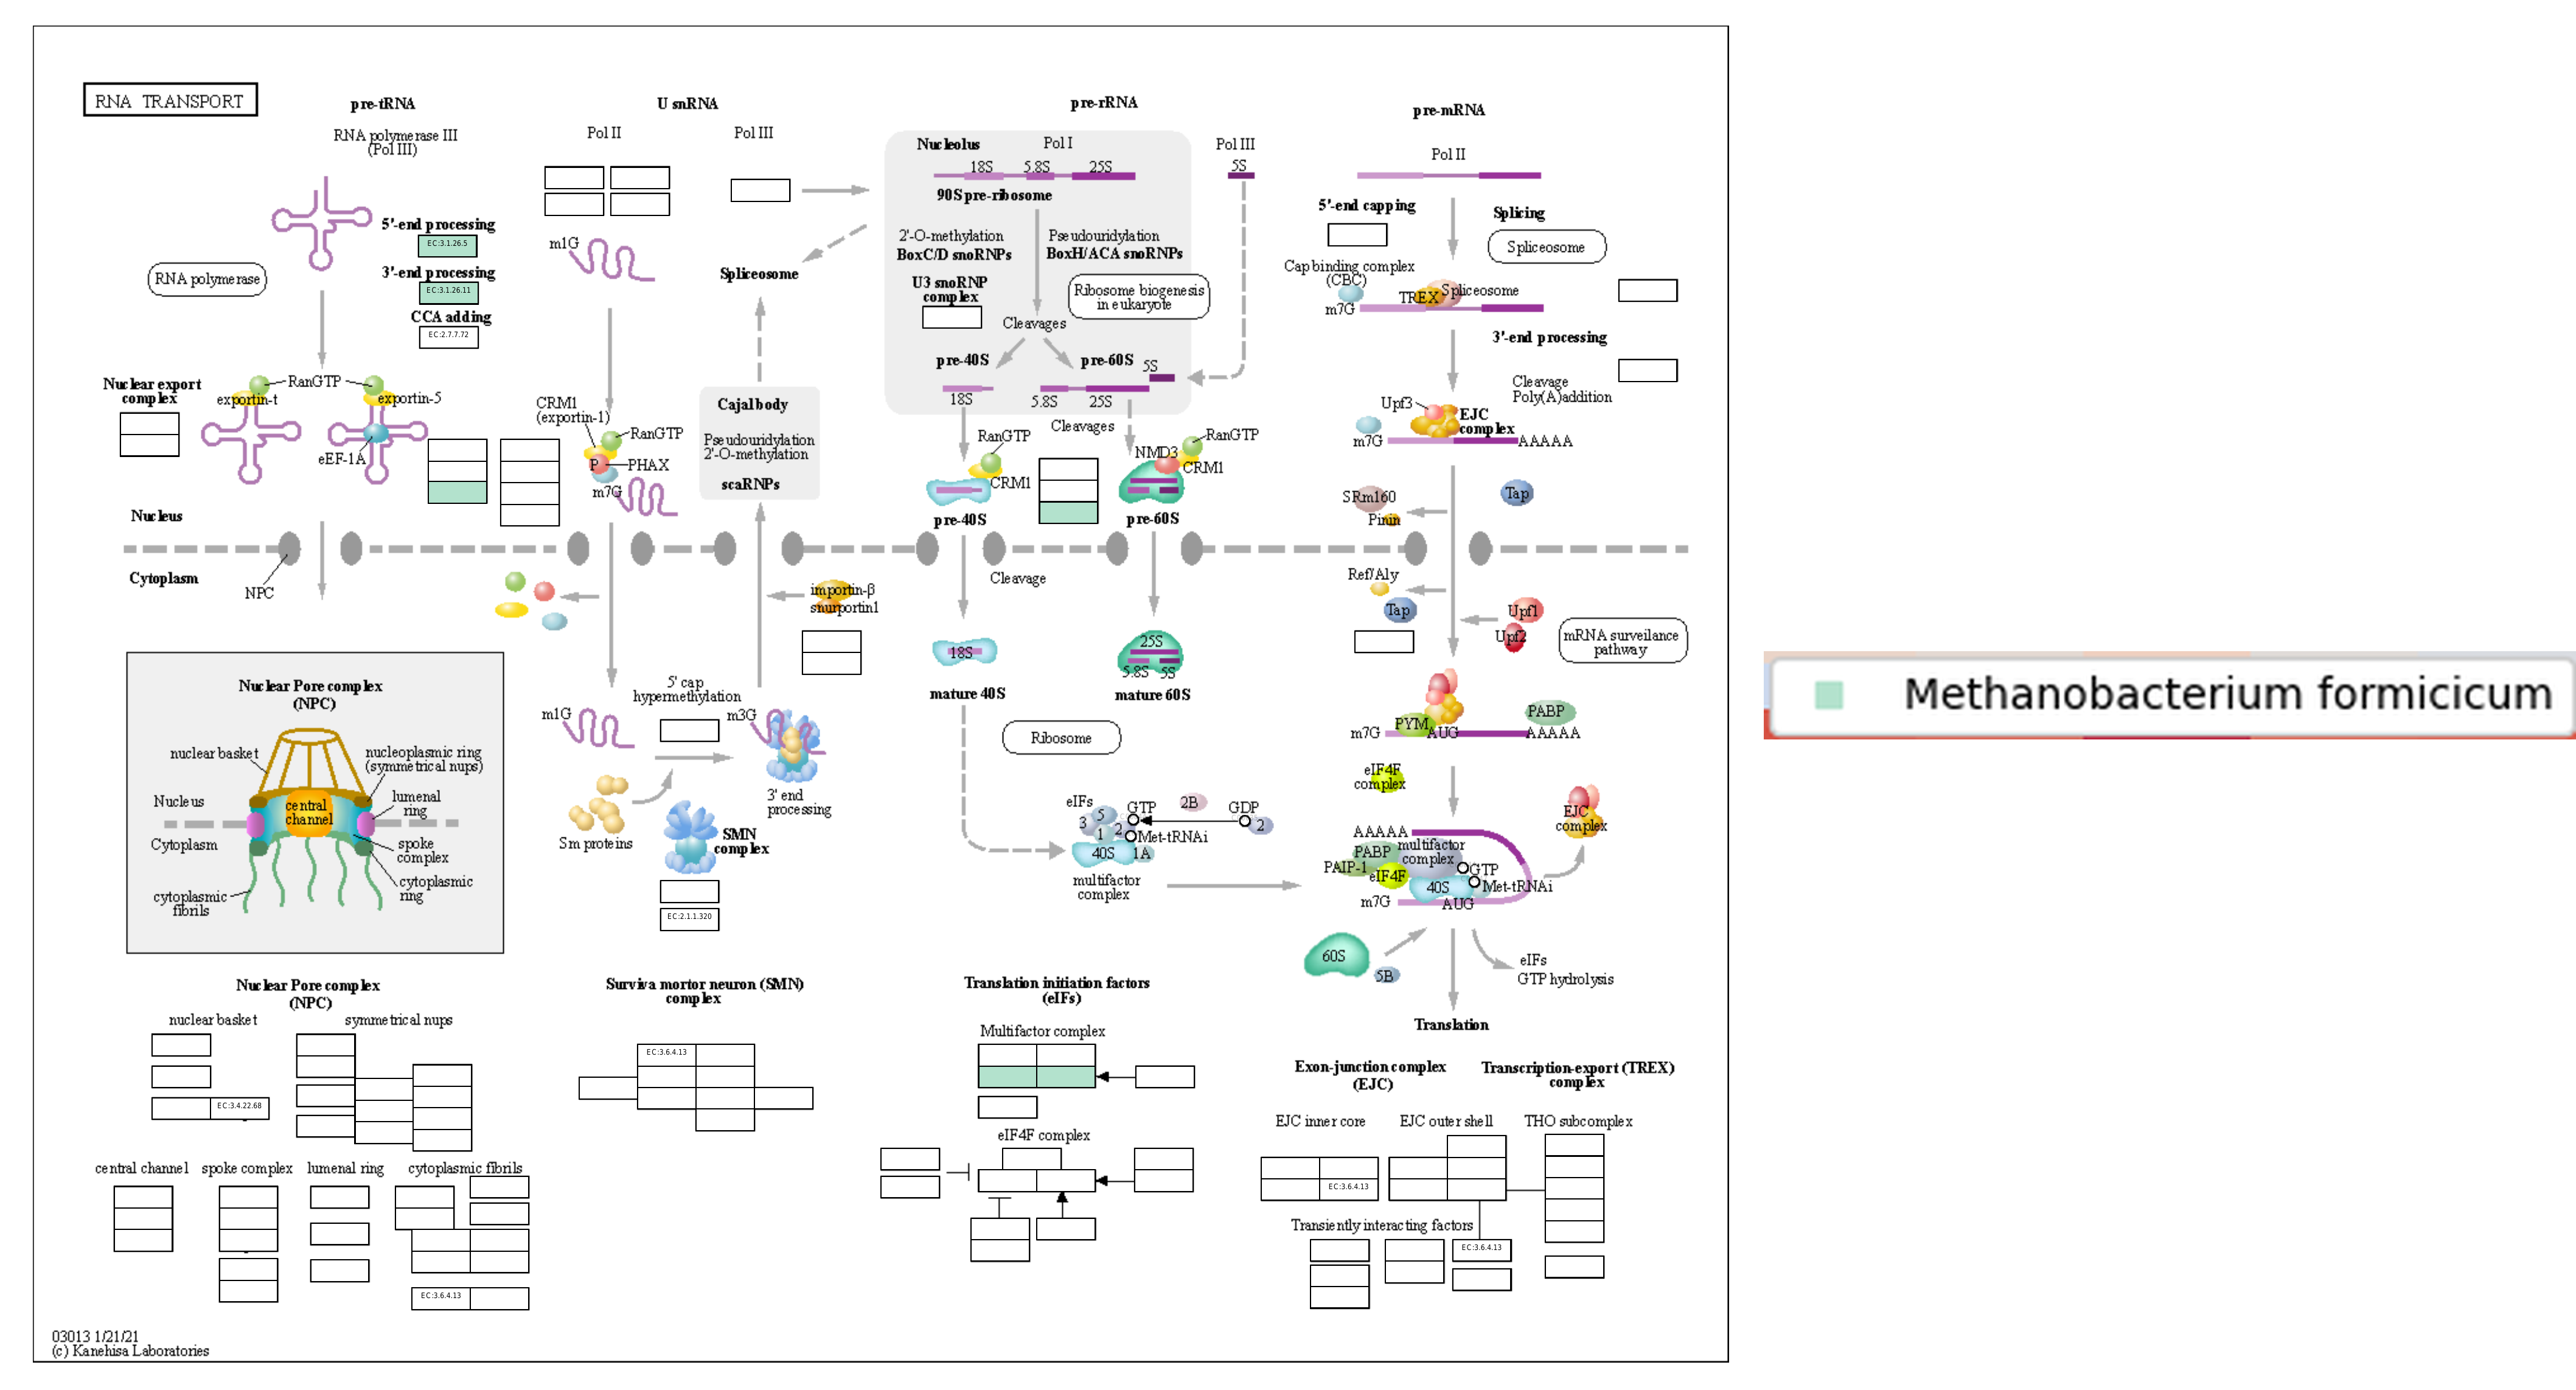 RNA TRANSPORT
pre-tRNA
U snRNA
pre-rRNA
pre-mRNA
RNA polymerase III
(Pol III)
Pol II
Pol III
Nucleolus
Pol I
18S
5.8S
25S
90S pre-ribosome
Pol III
5S
Pol II
5'-end processing
EC:3.1.26.5
3'-end processing
EC:3.1.26.11
CCA adding
EC:2.7.7.72
RNA polymerase
m1G
Spliceosome
2'-O-methylation
BoxC/D snoRNPs
Pseudouridylation
BoxH/ACA snoRNPs
U3 snoRNP
complex
Ribosome biogenesis
in eukaryote
Cleavages
pre-40S
pre-60S
5S
18S
5.8S
25S
Cleavages
5'-end capping
Splicing
Spliceosome
Cap binding complex
(CBC)
TREX
Spliceosome
m7G
3'-end processing
Cleavage
Poly(A)addition
Upf3
EJC
complex
m7G
AAAAA
Nuclear export
complex
RanGTP
exportin-t
exportin-5
eEF-1A
CRM1
(exportin-1)
RanGTP
P
PHAX
m7G
Cajal body
Pseudouridylation
2'-O-methylation
scaRNPs
RanGTP
CRM1
pre-40S
NMD3
RanGTP
CRM1
pre-60S
SRm160
Pinin
Tap
Nucleus
Cytoplasm
NPC
importin-β
snurportin1
Cleavage
Ref/Aly
Tap
Upf1
Upf2
mRNA surveilance
pathway
18S
mature 40S
25S
5.8S
5S
mature 60S
Ribosome
Nuclear Pore complex
(NPC)
nuclear basket
nucleoplasmic ring
(symmetrical nups)
Nucleus
central
channel
lumenal
ring
Cytoplasm
spoke
complex
cytoplasmic
ring
cytoplasmic
fibrils
5' cap
hypermethylation
m1G
m3G
3' end
processing
Sm proteins
SMN
complex
EC:2.1.1.320
eIFs
5
3
1
2
GTP
2B
GDP
2
Met-tRNAi
40S
1A
multifactor
complex
PYM
m7G
AUG
PABP
AAAAA
eIF4F
complex
EJC
complex
AAAAA
PABP
multifactor
complex
PAIP-1
eIF4F
GTP
40S
Met-tRNAi
m7G
AUG
60S
5B
eIFs
GTP hydrolysis
Translation
Nuclear Pore complex
(NPC)
nuclear basket
symmetrical nups
EC:3.4.22.68
central channel
spoke complex
lumenal ring
cytoplasmic fibrils
EC:3.6.4.13
Surviva mortor neuron (SMN)
complex
EC:3.6.4.13
Translation initiation factors
(eIFs)
Multifactor complex
eIF4F complex
Exon-junction complex
(EJC)
Transcription-export (TREX)
complex
EJC inner core
EJC outer shell
THO subcomplex
EC:3.6.4.13
Transiently interacting factors
EC:3.6.4.13
03013 1/21/21
(c) Kanehisa Laboratories
Methanobacterium formicicum